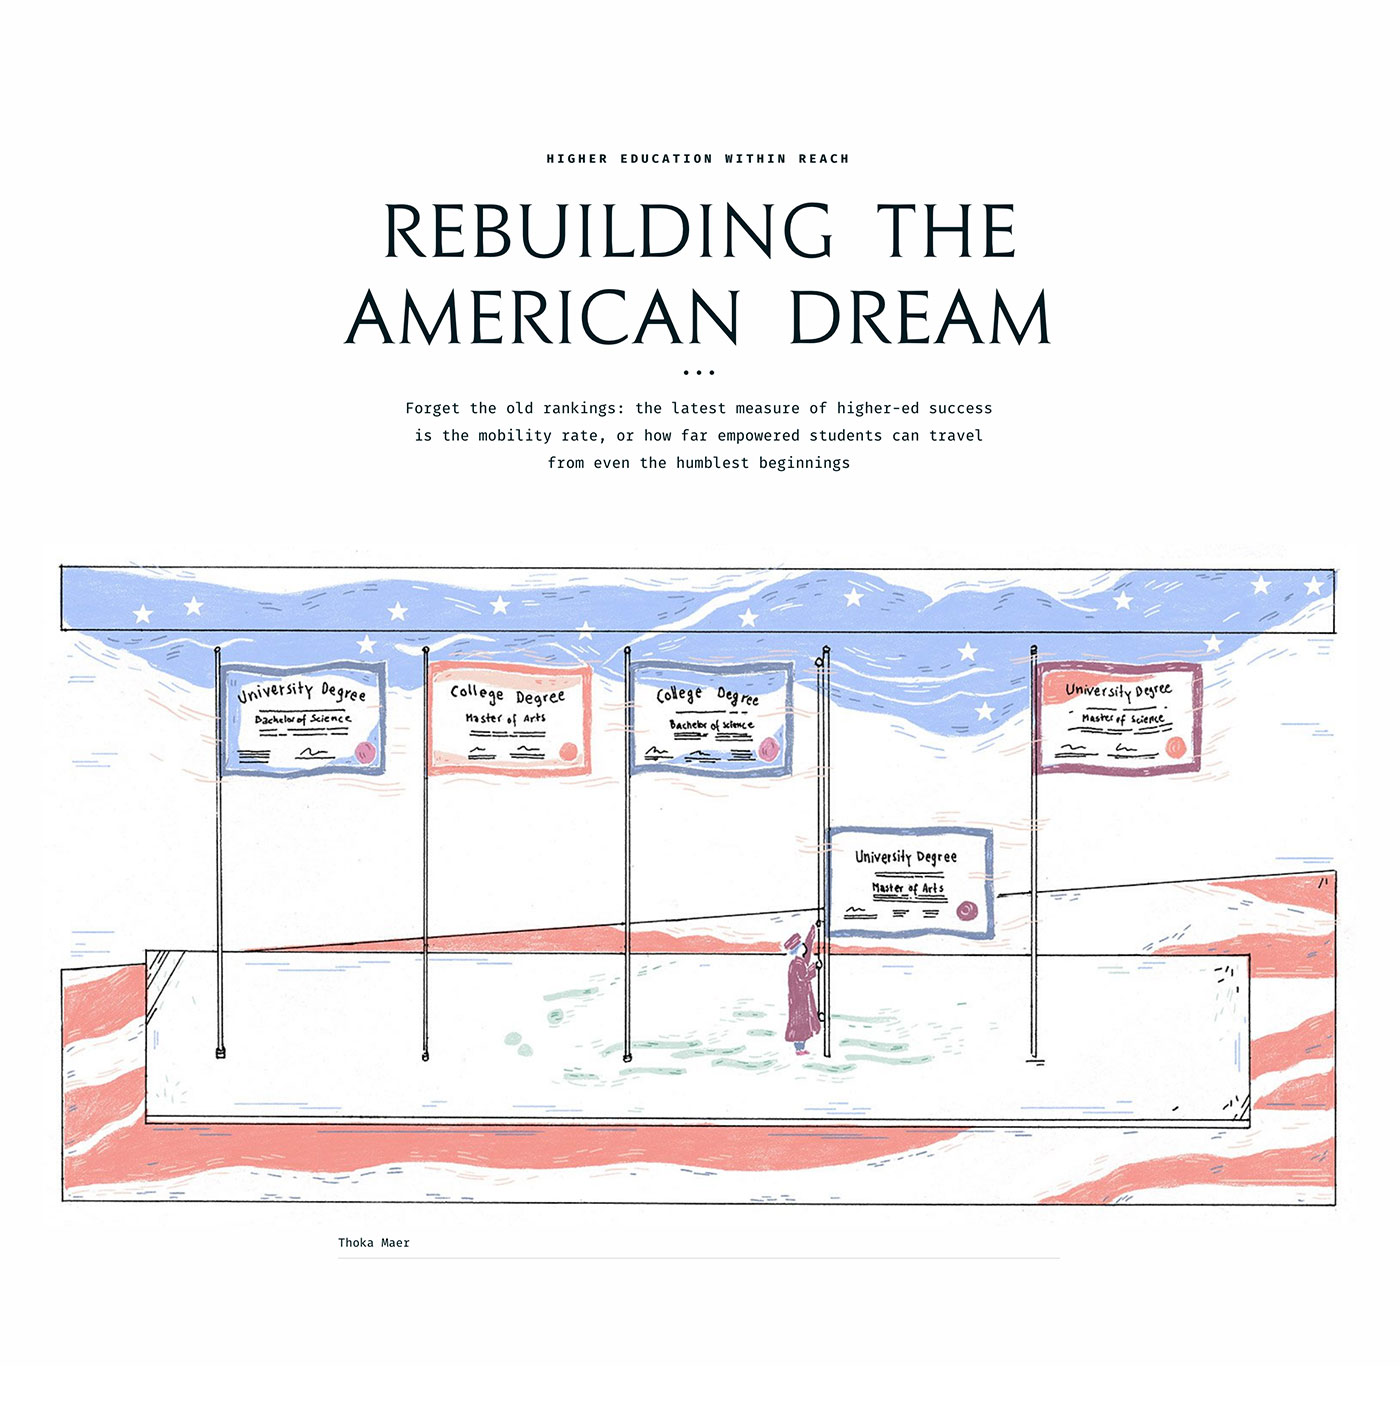 HIGHER EDUCATION WITHIN REACH
REBUILDING THE
AMERICAN DREAM
Forget the old rankings: the latest measure of higher-ed success
is the mobility rate, or how far empowered students can travel
from even the humblest beginnings
University Degree
Dachelor of Science
College Degree
Master of Arts
College Degree
Bachelor of science
University Degree
Master of Science
University Degree
Master of Arts
Thoka Maer